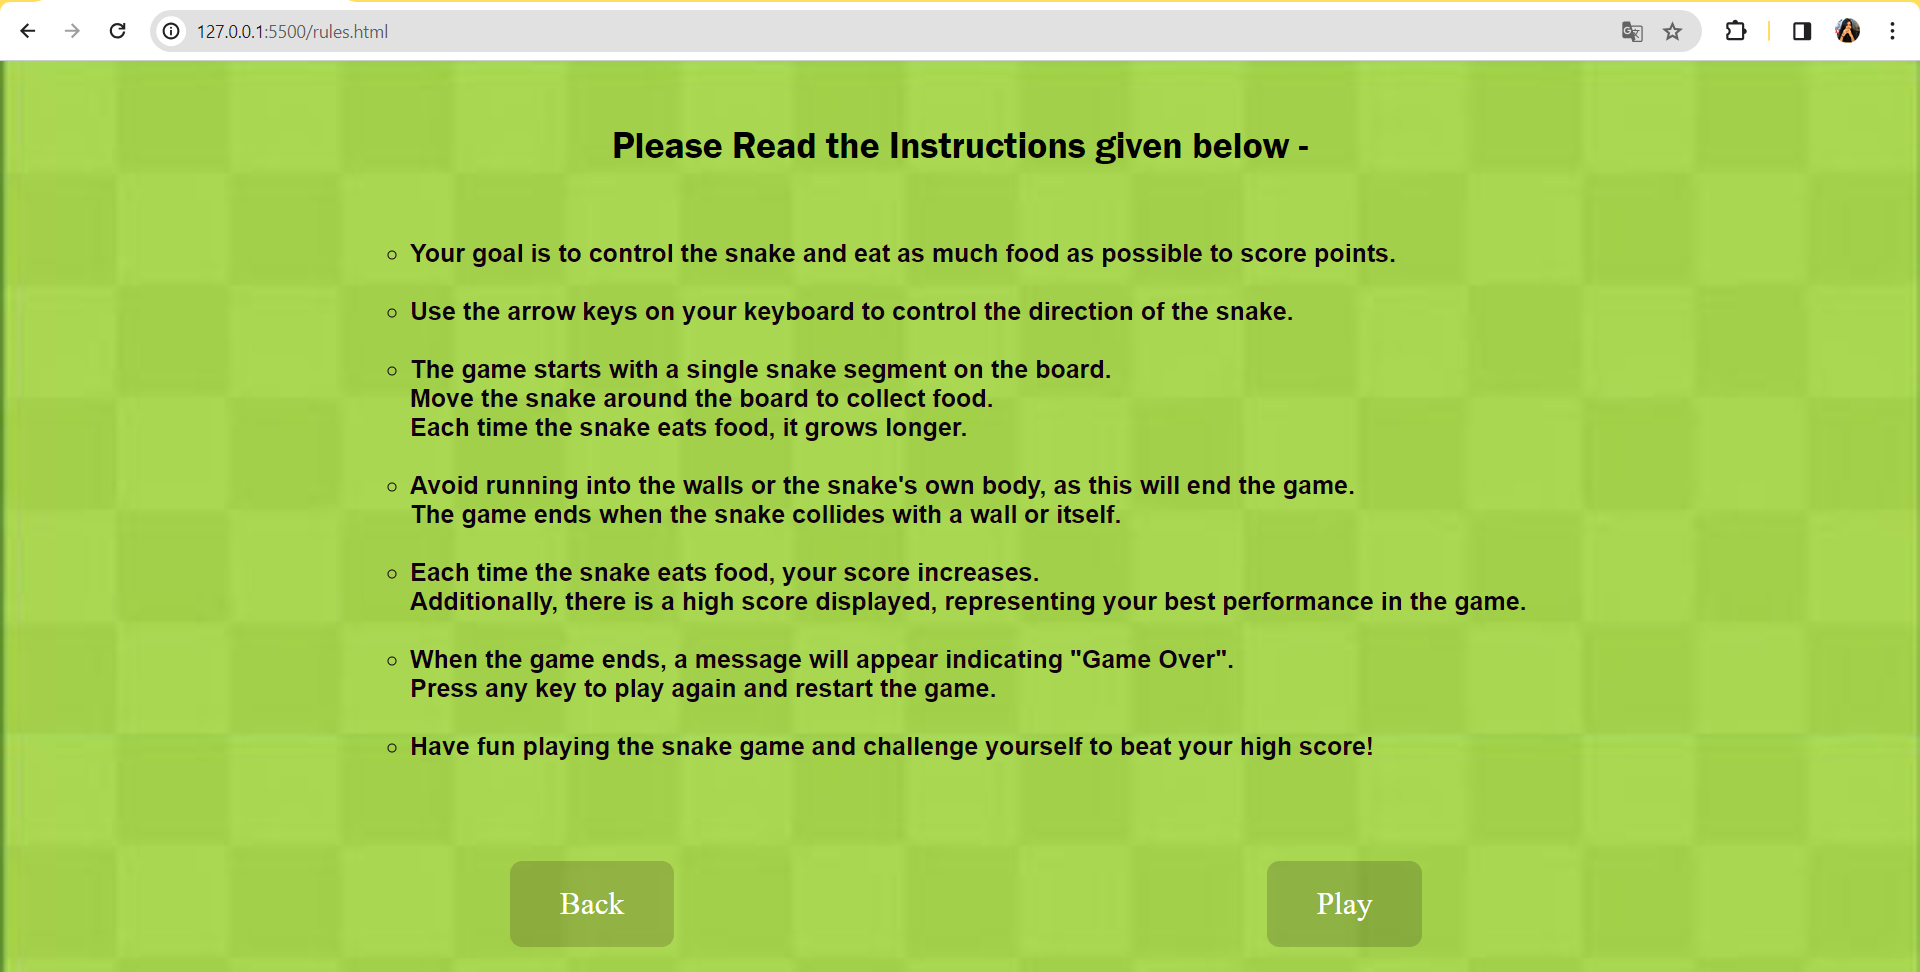 127.0.0.1:5500/rules.html
Please Read the Instructions given below -
Your goal is to control the snake and eat as much food as possible to score points.
Use the arrow keys on your keyboard to control the direction of the snake.
The game starts with a single snake segment on the board.
Move the snake around the board to collect food.
Each time the snake eats food, it grows longer.
Avoid running into the walls or the snake's own body, as this will end the game.
The game ends when the snake collides with a wall or itself.
Each time the snake eats food, your score increases.
Additionally, there is a high score displayed, representing your best performance in the game.
When the game ends, a message will appear indicating "Game Over".
Press any key to play again and restart the game.
Have fun playing the snake game and challenge yourself to beat your high score!
Back
Play